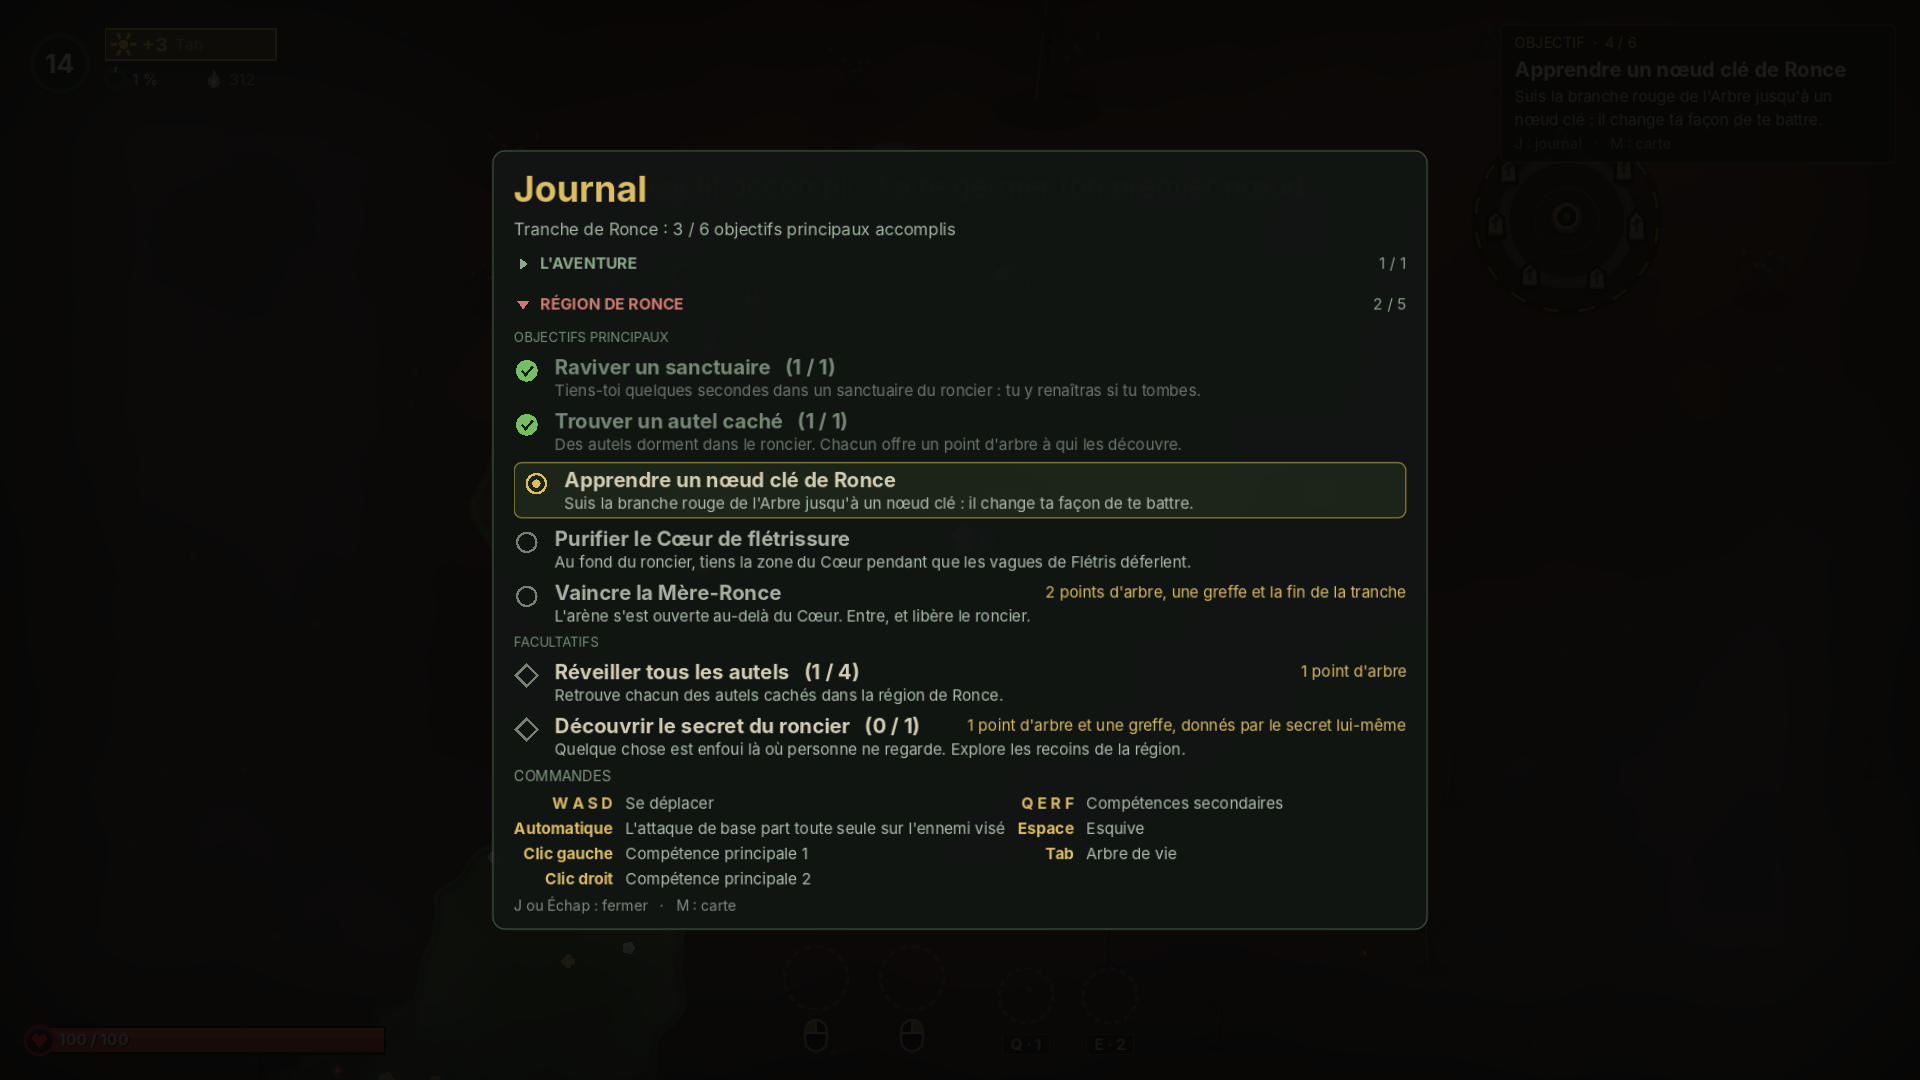 14
+3 Tab
1 %
312
OBJECTIF · 4 / 6
Apprendre un nœud clé de Ronce
Suis la branche rouge de l'Arbre jusqu'à un
nœud clé : il change ta façon de te battre.
J : journal · M : carte
Journal
Tranche de Ronce : 3 / 6 objectifs principaux accomplis
L'AVENTURE 1 / 1
RÉGION DE RONCE 2 / 5
OBJECTIFS PRINCIPAUX
Raviver un sanctuaire (1 / 1)
Tiens-toi quelques secondes dans un sanctuaire du roncier : tu y renaîtras si tu tombes.
Trouver un autel caché (1 / 1)
Des autels dorment dans le roncier. Chacun offre un point d'arbre à qui les découvre.
Apprendre un nœud clé de Ronce
Suis la branche rouge de l'Arbre jusqu'à un nœud clé : il change ta façon de te battre.
Purifier le Cœur de flétrissure
Au fond du roncier, tiens la zone du Cœur pendant que les vagues de Flétris déferlent.
Vaincre la Mère-Ronce 2 points d'arbre, une greffe et la fin de la tranche
L'arène s'est ouverte au-delà du Cœur. Entre, et libère le roncier.
FACULTATIFS
Réveiller tous les autels (1 / 4) 1 point d'arbre
Retrouve chacun des autels cachés dans la région de Ronce.
Découvrir le secret du roncier (0 / 1) 1 point d'arbre et une greffe, donnés par le secret lui-même
Quelque chose est enfoui là où personne ne regarde. Explore les recoins de la région.
COMMANDES
W A S D Se déplacer Q E R F Compétences secondaires
Automatique L'attaque de base part toute seule sur l'ennemi visé Espace Esquive
Clic gauche Compétence principale 1 Tab Arbre de vie
Clic droit Compétence principale 2
J ou Échap : fermer · M : carte
100 / 100
Q · 1
E · 2